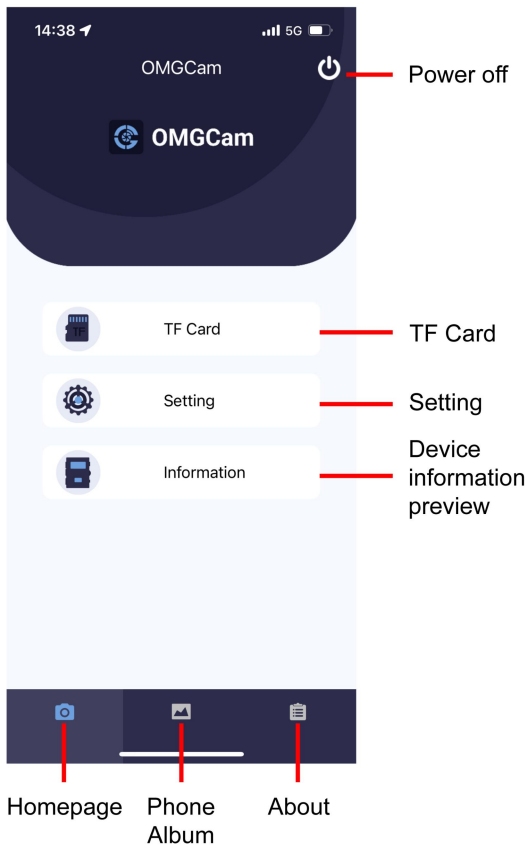 14:38 5G
OMGCam
Power off
OMGCam
TF
TF Card
TF Card
Setting
Setting
Information
Device
information
preview
Homepage
Phone
Album
About